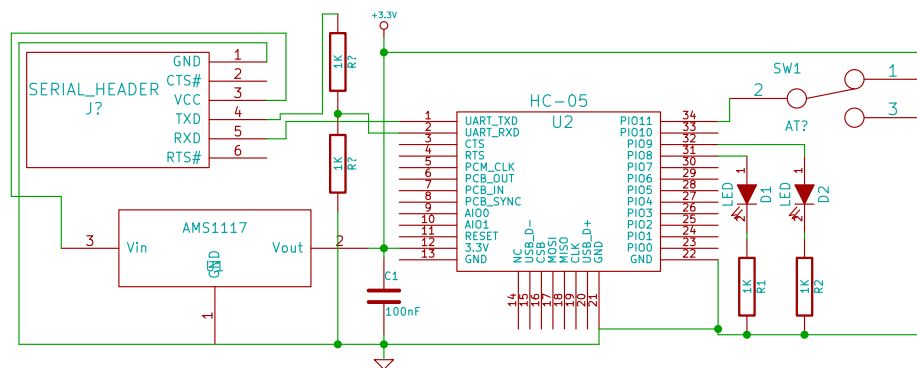 +3.3V
SERIAL_HEADER
J?
GND 1
CTS# 2
VCC 3
TXD 4
RXD 5
RTS# 6
1K R?
1K R?
AMS1117
3 Vin Vout 2
GND
1
C1
100nF
HC-05
U2
1 UART_TXD PIO11 34
2 UART_RXD PIO10 33
3 CTS PIO9 32
4 RTS PIO8 31
5 PCM_CLK PIO7 30
6 PCB_OUT PIO6 29
7 PCB_IN PIO5 28
8 PCB_SYNC PIO4 27
9 AIO0 PIO3 26
10 AIO1 PIO2 25
11 RESET PIO1 24
12 3.3V PIO0 23
13 GND GND 22
NC USB_D- CSB MOSI MISO CLK USB_D+ GND
14 15 16 17 18 19 20 21
SW1
2 1
AT? 3
1 1
LED D1 LED D2
2 2
1K R1 1K R2